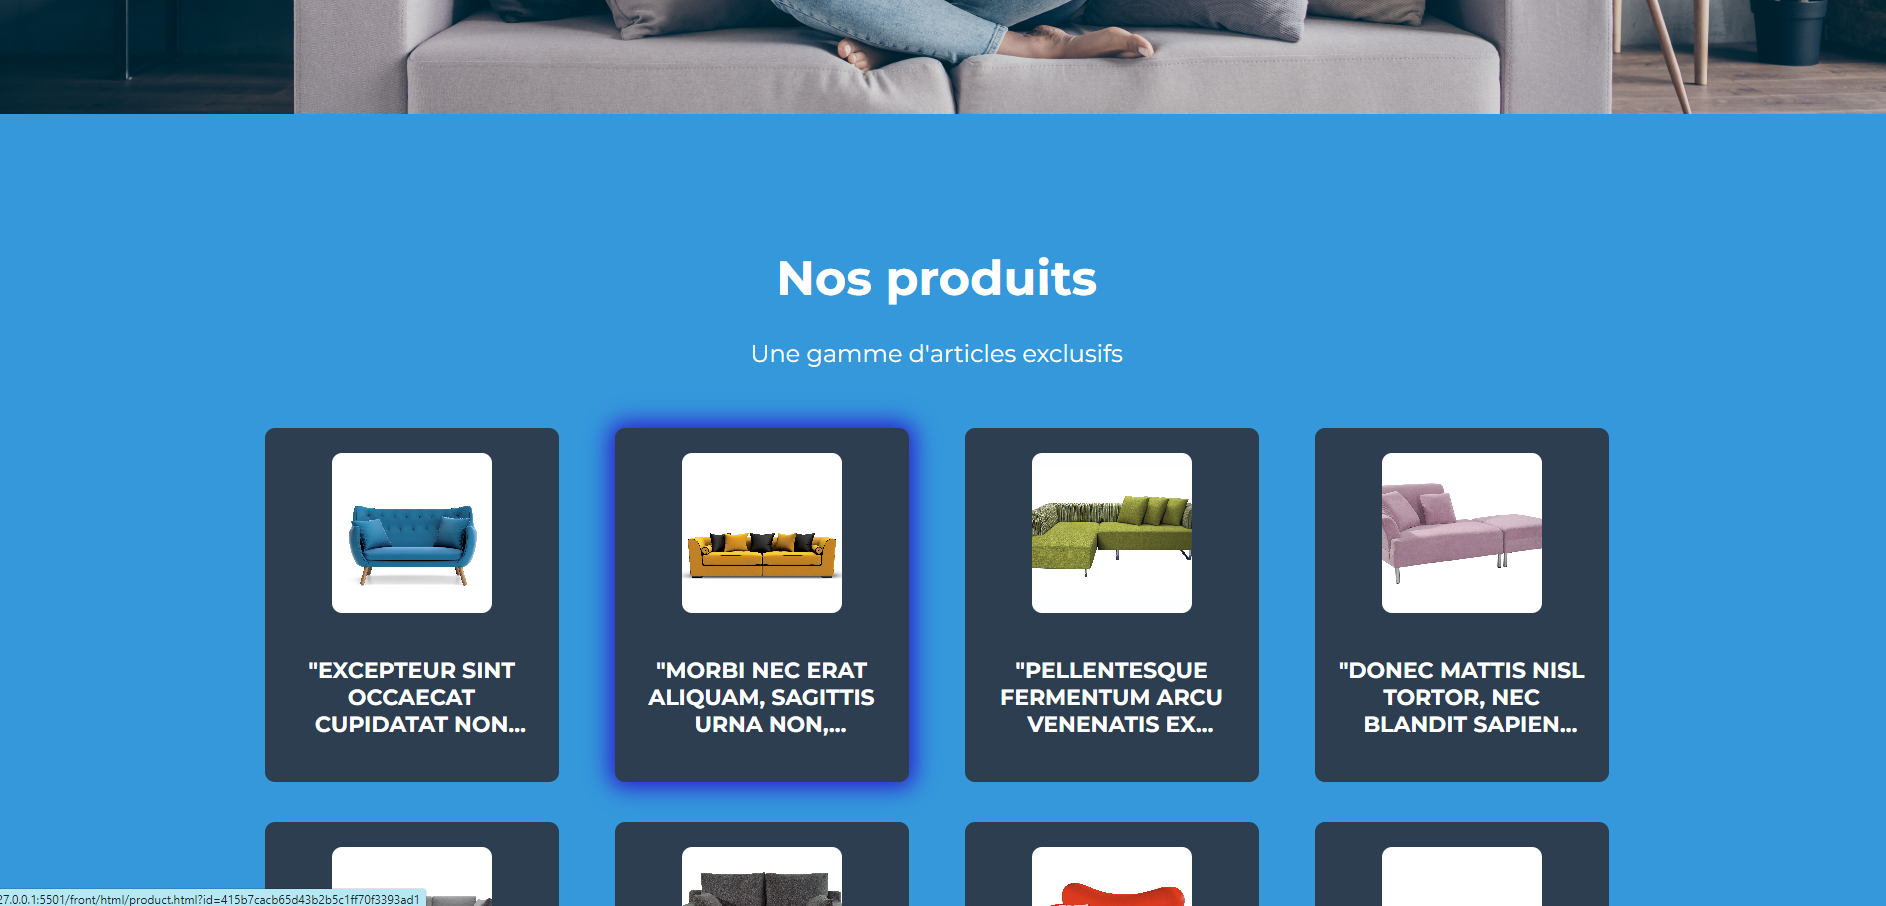 Nos produits
Une gamme d'articles exclusifs
"EXCEPTEUR SINT
OCCAECAT
CUPIDATAT NON...
"MORBI NEC ERAT
ALIQUAM, SAGITTIS
URNA NON,...
"PELLENTESQUE
FERMENTUM ARCU
VENENATIS EX...
"DONEC MATTIS NISL
TORTOR, NEC
BLANDIT SAPIEN...
27.0.0.1:5501/front/html/product.html?id=415b7cacb65d43b2b5c1ff70f3393ad1